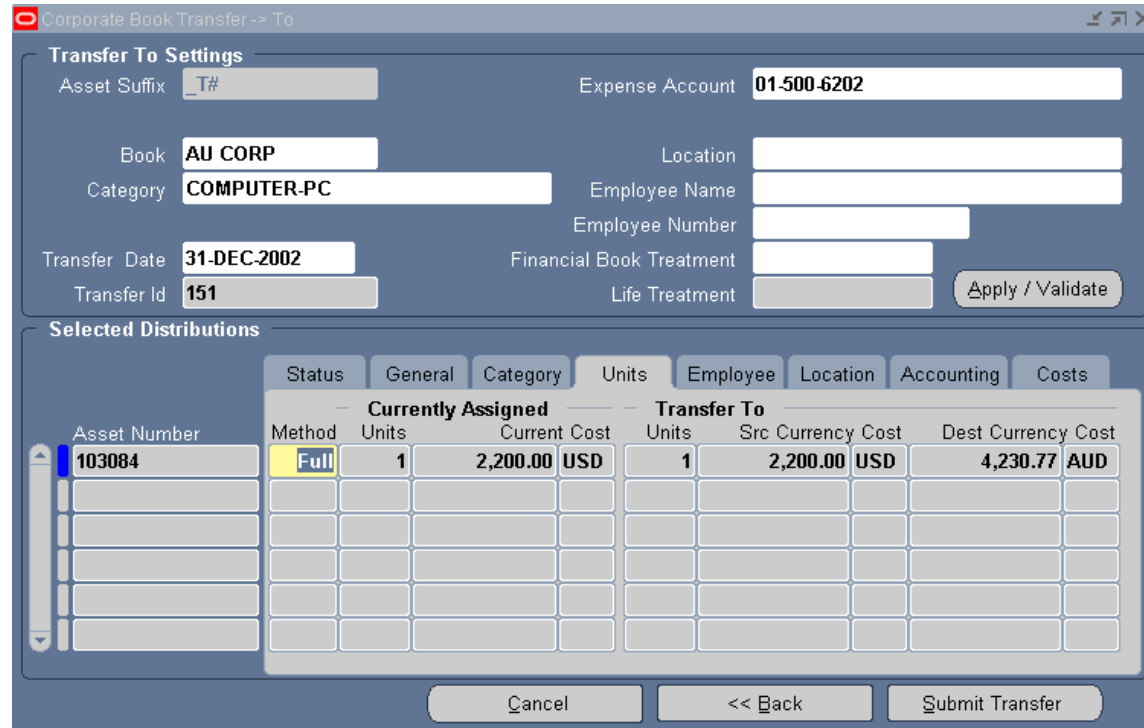 Corporate Book Transfer -> To
Transfer To Settings
Asset Suffix _T# Expense Account 01-500-6202
Book AU CORP Location
Category COMPUTER-PC Employee Name
Employee Number
Transfer Date 31-DEC-2002 Financial Book Treatment
Transfer Id 151 Life Treatment Apply / Validate
Selected Distributions
Status General Category Units Employee Location Accounting Costs
Currently Assigned Transfer To
Asset Number Method Units Current Cost Units Src Currency Cost Dest Currency Cost
103084 Full 1 2,200.00 USD 1 2,200.00 USD 4,230.77 AUD
Cancel << Back Submit Transfer